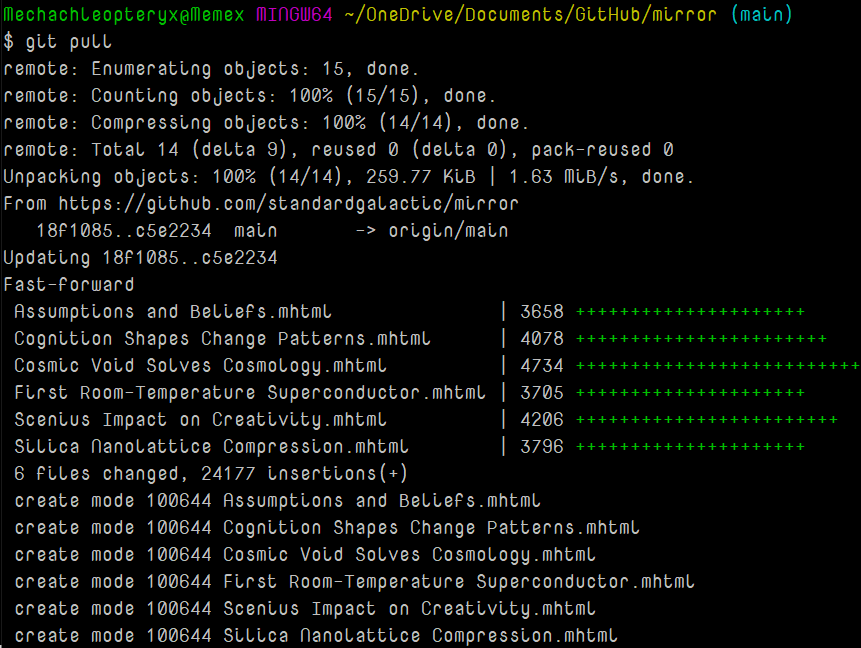 Mechachleopteryx@Memex MINGW64 ~/OneDrive/Documents/GitHub/mirror (main)
$ git pull
remote: Enumerating objects: 15, done.
remote: Counting objects: 100% (15/15), done.
remote: Compressing objects: 100% (14/14), done.
remote: Total 14 (delta 9), reused 0 (delta 0), pack-reused 0
Unpacking objects: 100% (14/14), 259.77 KiB | 1.63 MiB/s, done.
From https://github.com/standardgalactic/mirror
   18f1085..c5e2234  main       -> origin/main
Updating 18f1085..c5e2234
Fast-forward
 Assumptions and Beliefs.mhtml               | 3658 +++++++++++++++++++++
 Cognition Shapes Change Patterns.mhtml      | 4078 +++++++++++++++++++++++
 Cosmic Void Solves Cosmology.mhtml          | 4734 ++++++++++++++++++++++++++
 First Room-Temperature Superconductor.mhtml | 3705 +++++++++++++++++++++
 Scenius Impact on Creativity.mhtml          | 4206 ++++++++++++++++++++++++
 Silica Nanolattice Compression.mhtml        | 3796 +++++++++++++++++++++
 6 files changed, 24177 insertions(+)
 create mode 100644 Assumptions and Beliefs.mhtml
 create mode 100644 Cognition Shapes Change Patterns.mhtml
 create mode 100644 Cosmic Void Solves Cosmology.mhtml
 create mode 100644 First Room-Temperature Superconductor.mhtml
 create mode 100644 Scenius Impact on Creativity.mhtml
 create mode 100644 Silica Nanolattice Compression.mhtml